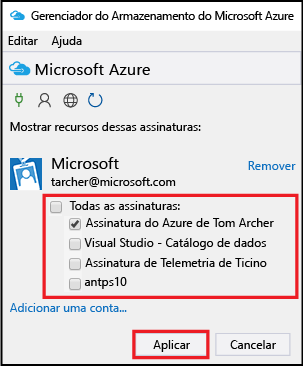 Gerenciador do Armazenamento do Microsoft Azure
Editar Ajuda
Microsoft Azure
Mostrar recursos dessas assinaturas:
Microsoft Remover
tarcher@microsoft.com
Todas as assinaturas:
Assinatura do Azure de Tom Archer
Visual Studio - Catálogo de dados
Assinatura de Telemetria de Ticino
antps10
Adicionar uma conta...
Aplicar Cancelar